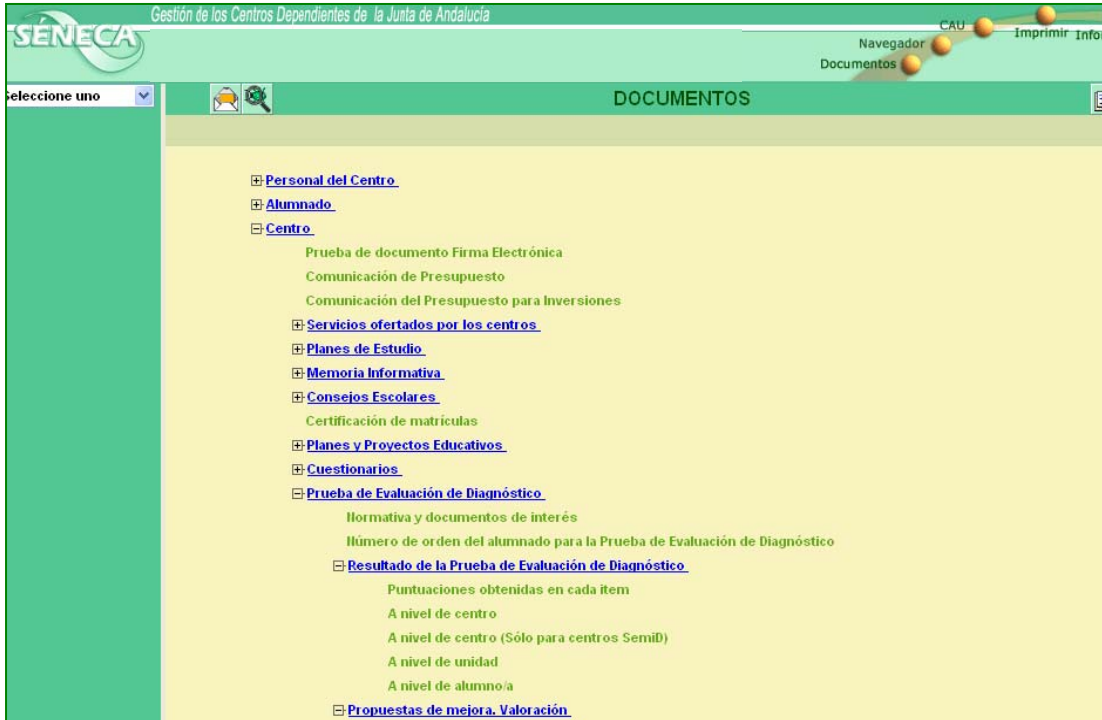 Gestión de los Centros Dependientes de la Junta de Andalucía
SÉNECA
CAU
Imprimir
Navegador
Documentos
Seleccione uno
DOCUMENTOS
Personal del Centro
Alumnado
Centro
Prueba de documento Firma Electrónica
Comunicación de Presupuesto
Comunicación del Presupuesto para Inversiones
Servicios ofertados por los centros
Planes de Estudio
Memoria Informativa
Consejos Escolares
Certificación de matrículas
Planes y Proyectos Educativos
Cuestionarios
Prueba de Evaluación de Diagnóstico
Normativa y documentos de interés
Número de orden del alumnado para la Prueba de Evaluación de Diagnóstico
Resultado de la Prueba de Evaluación de Diagnóstico
Puntuaciones obtenidas en cada item
A nivel de centro
A nivel de centro (Sólo para centros SemiD)
A nivel de unidad
A nivel de alumno/a
Propuestas de mejora. Valoración